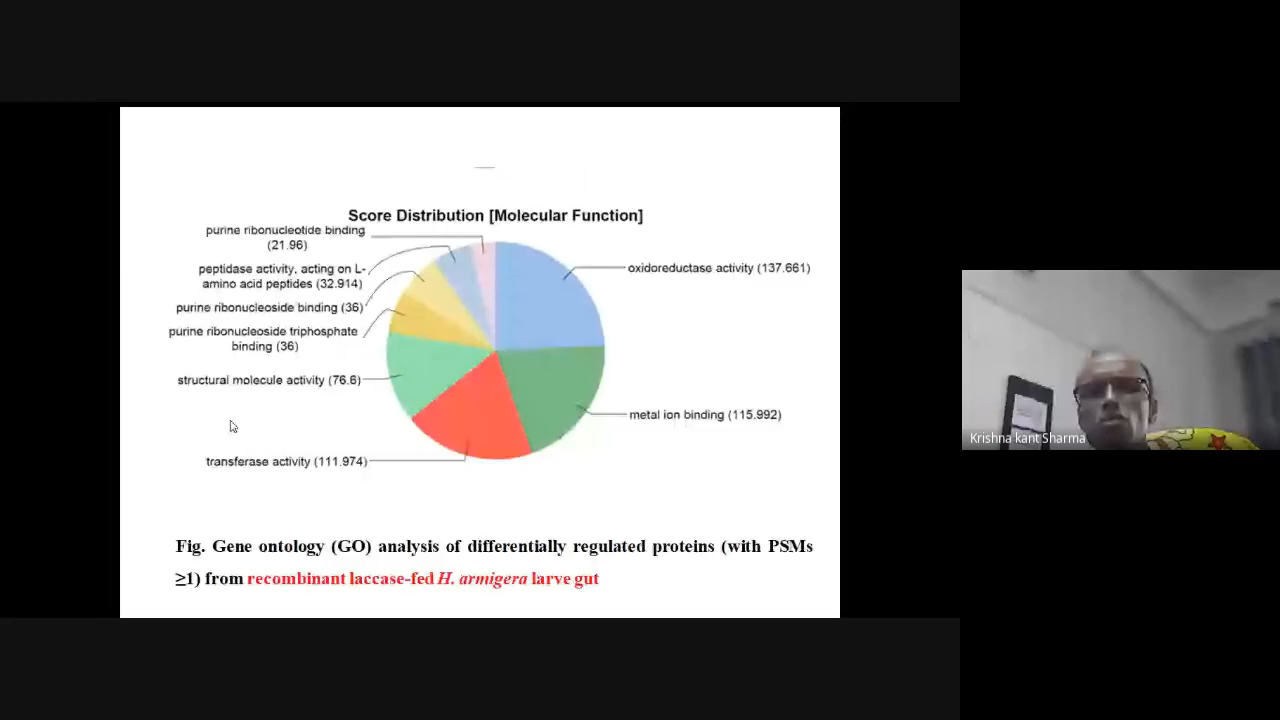 Score Distribution [Molecular Function]
purine ribonucleotide binding
(21.96)
peptidase activity, acting on L-
amino acid peptides (32.914)
purine ribonucleoside binding (36)
purine ribonucleoside triphosphate
binding (36)
structural molecule activity (76.6)
transferase activity (111.974)
oxidoreductase activity (137.661)
metal ion binding (115.992)
Fig. Gene ontology (GO) analysis of differentially regulated proteins (with PSMs
≥1) from recombinant laccase-fed H. armigera larve gut
Krishna kant Sharma